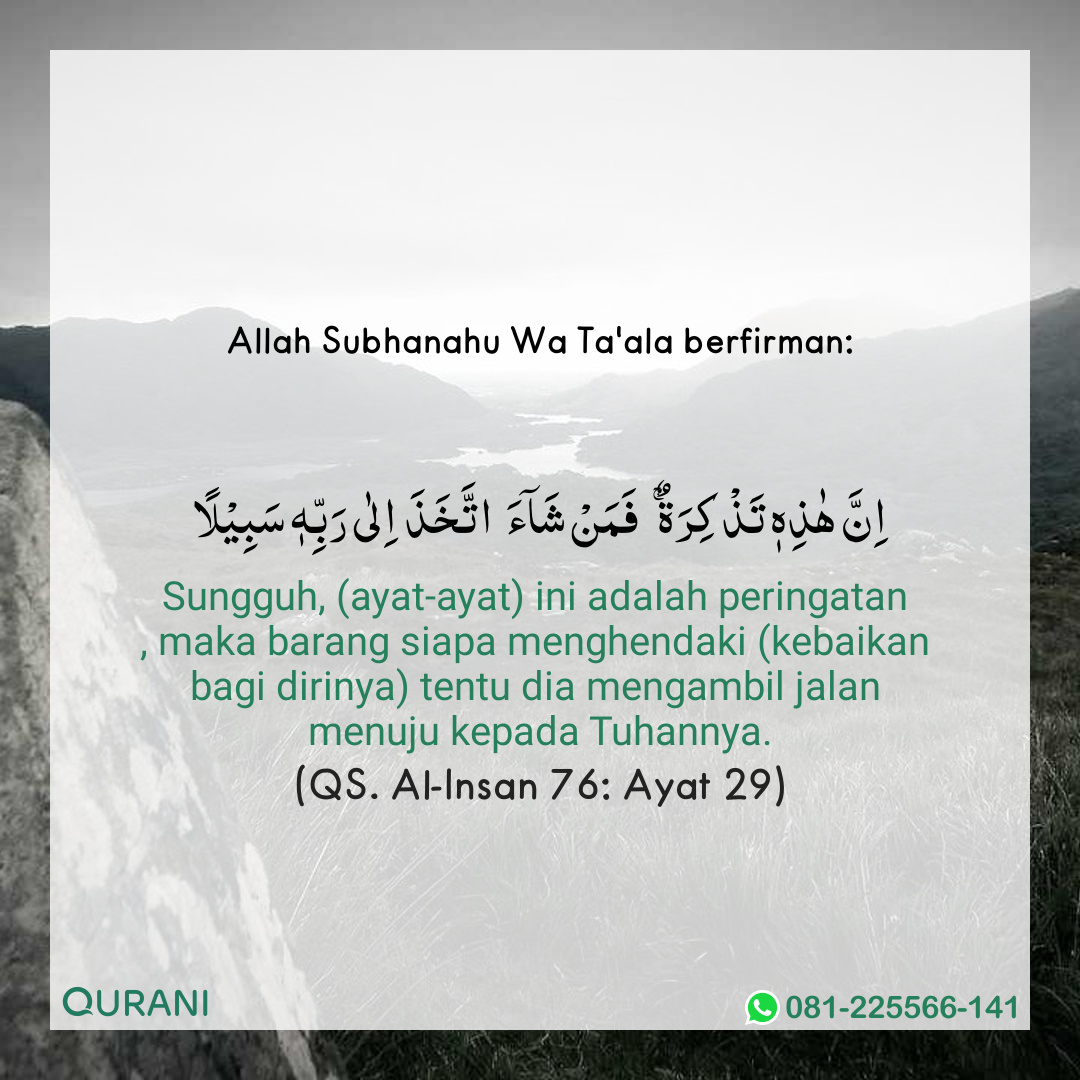 Allah Subhanahu Wa Ta'ala berfirman:
اِنَّ هٰذِهٖ تَذْكِرَةٌ ۚ فَمَنْ شَآءَ اتَّخَذَ اِلٰى رَبِّهٖ سَبِيْلًا
Sungguh, (ayat-ayat) ini adalah peringatan
, maka barang siapa menghendaki (kebaikan
bagi dirinya) tentu dia mengambil jalan
menuju kepada Tuhannya.
(QS. Al-Insan 76: Ayat 29)
QURANI
081-225566-141